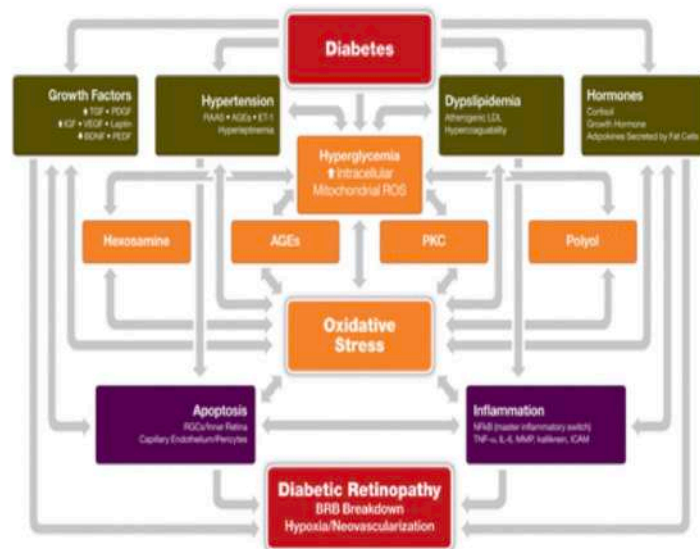 Diabetes
Growth Factors
⬆ TGF • PDGF
⬆ IGF • VEGF • Leptin
⬆ BDNF • PEDF
Hypertension
RAAS • AGEs • ET-1
Hyperleptinemia
Dypslipidemia
Atherogenic LDL
Hypercoaguability
Hormones
Cortisol
Growth Hormone
Adipokines Secreted by Fat Cells
Hyperglycemia
⬆ Intracellular
Mitochondrial ROS
Hexosamine
AGEs
PKC
Polyol
Oxidative
Stress
Apoptosis
RGCs/Inner Retina
Capillary Endothelium/Pericytes
Inflammation
NFkB (master inflammatory switch)
TNF-α, IL-6, MMP, kallikrein, ICAM
Diabetic Retinopathy
BRB Breakdown
Hypoxia/Neovascularization